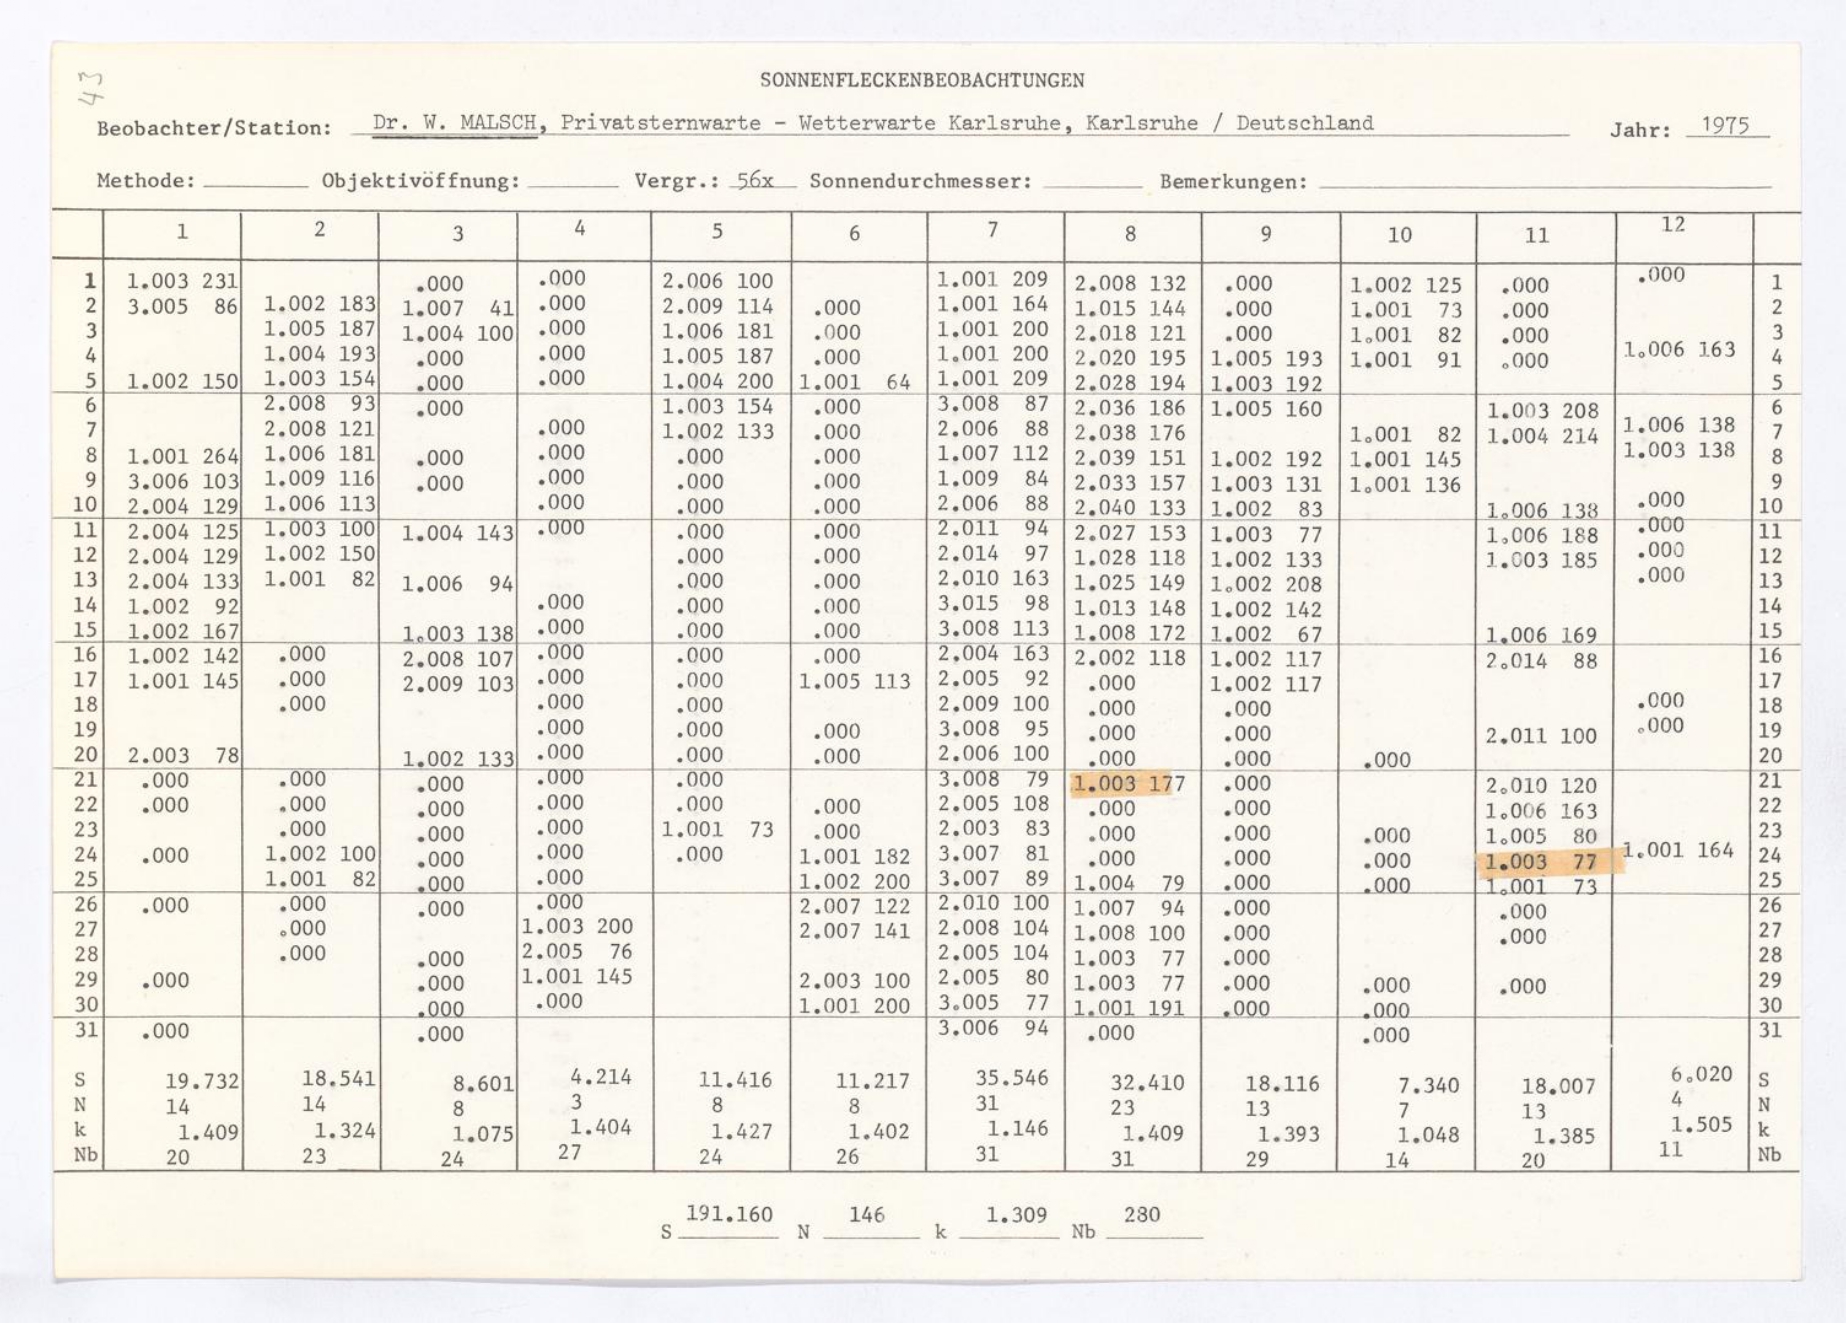 43
SONNENFLECKENBEOBACHTUNGEN
Beobachter/Station: Dr. W. MALSCH, Privatsternwarte - Wetterwarte Karlsruhe, Karlsruhe / Deutschland Jahr: 1975
Methode: Objektivöffnung: Vergr.: 56x Sonnendurchmesser: Bemerkungen:
1 2 3 4 5 6 7 8 9 10 11 12
1 1.003 231 .000 .000 2.006 100 1.001 209 2.008 132 .000 1.002 125 .000 .000 1
2 3.005 86 1.002 183 1.007 41 .000 2.009 114 .000 1.001 164 1.015 144 .000 1.001 73 .000 2
3 1.005 187 1.004 100 .000 1.006 181 .000 1.001 200 2.018 121 .000 1.001 82 .000 3
4 1.004 193 .000 .000 1.005 187 .000 1.001 200 2.020 195 1.005 193 1.001 91 .000 1.006 163 4
5 1.002 150 1.003 154 .000 .000 1.004 200 1.001 64 1.001 209 2.028 194 1.003 192 5
6 2.008 93 .000 1.003 154 .000 3.008 87 2.036 186 1.005 160 1.003 208 6
7 2.008 121 .000 1.002 133 .000 2.006 88 2.038 176 1.001 82 1.004 214 1.006 138 7
8 1.001 264 1.006 181 .000 .000 .000 .000 1.007 112 2.039 151 1.002 192 1.001 145 1.003 138 8
9 3.006 103 1.009 116 .000 .000 .000 .000 1.009 84 2.033 157 1.003 131 1.001 136 9
10 2.004 129 1.006 113 .000 .000 .000 2.006 88 2.040 133 1.002 83 1.006 138 .000 10
11 2.004 125 1.003 100 1.004 143 .000 .000 .000 2.011 94 2.027 153 1.003 77 1.006 188 .000 11
12 2.004 129 1.002 150 .000 .000 2.014 97 1.028 118 1.002 133 1.003 185 .000 12
13 2.004 133 1.001 82 1.006 94 .000 .000 2.010 163 1.025 149 1.002 208 .000 13
14 1.002 92 .000 .000 .000 3.015 98 1.013 148 1.002 142 14
15 1.002 167 1.003 138 .000 .000 .000 3.008 113 1.008 172 1.002 67 1.006 169 15
16 1.002 142 .000 2.008 107 .000 .000 .000 2.004 163 2.002 118 1.002 117 2.014 88 16
17 1.001 145 .000 2.009 103 .000 .000 1.005 113 2.005 92 .000 1.002 117 17
18 .000 .000 .000 2.009 100 .000 .000 .000 18
19 .000 .000 .000 3.008 95 .000 .000 2.011 100 .000 19
20 2.003 78 1.002 133 .000 .000 .000 2.006 100 .000 .000 .000 20
21 .000 .000 .000 .000 .000 3.008 79 1.003 177 .000 2.010 120 21
22 .000 .000 .000 .000 .000 .000 2.005 108 .000 .000 1.006 163 22
23 .000 .000 .000 1.001 73 .000 2.003 83 .000 .000 .000 1.005 80 23
24 .000 1.002 100 .000 .000 .000 1.001 182 3.007 81 .000 .000 .000 1.003 77 1.001 164 24
25 1.001 82 .000 .000 1.002 200 3.007 89 1.004 79 .000 .000 1.001 73 25
26 .000 .000 .000 .000 2.007 122 2.010 100 1.007 94 .000 .000 26
27 .000 1.003 200 2.007 141 2.008 104 1.008 100 .000 .000 27
28 .000 .000 2.005 76 2.005 104 1.003 77 .000 28
29 .000 .000 1.001 145 2.003 100 2.005 80 1.003 77 .000 .000 .000 29
30 .000 .000 1.001 200 3.005 77 1.001 191 .000 .000 30
31 .000 .000 3.006 94 .000 .000 31
S 19.732 18.541 8.601 4.214 11.416 11.217 35.546 32.410 18.116 7.340 18.007 6.020 S
N 14 14 8 3 8 8 31 23 13 7 13 4 N
k 1.409 1.324 1.075 1.404 1.427 1.402 1.146 1.409 1.393 1.048 1.385 1.505 k
Nb 20 23 24 27 24 26 31 31 29 14 20 11 Nb
S 191.160 N 146 k 1.309 Nb 280